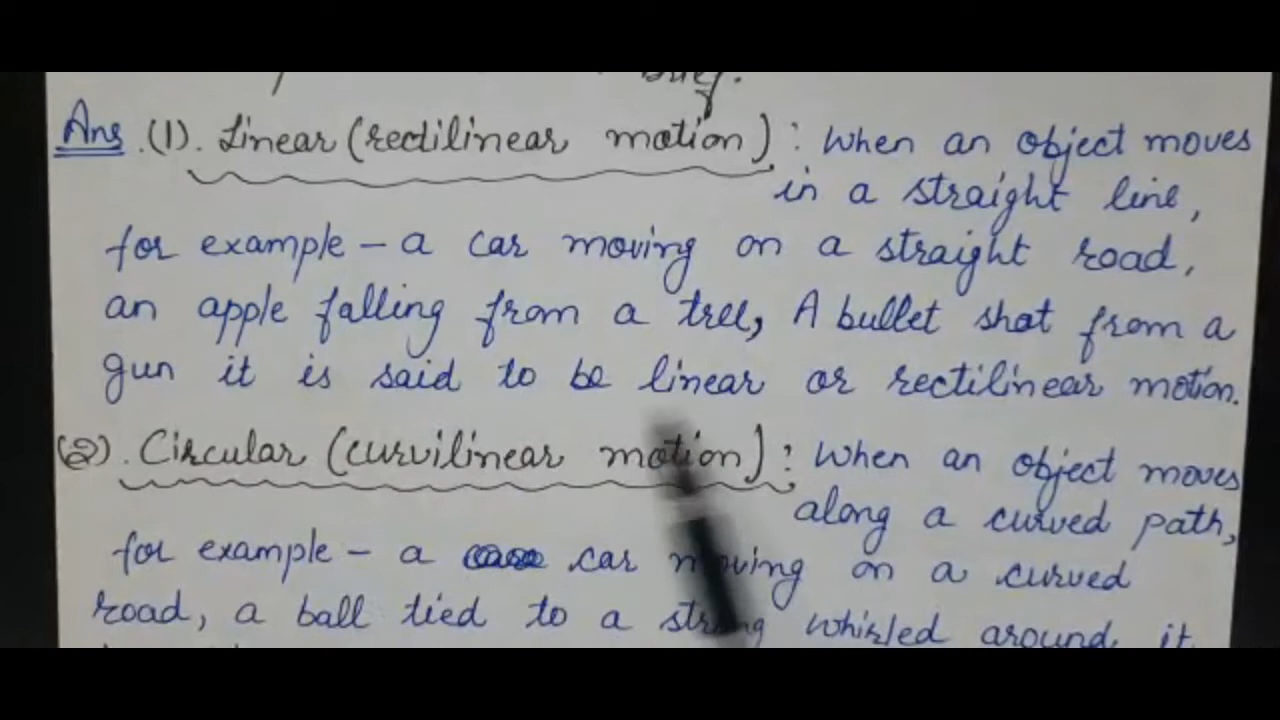 brief.
Ans .(1). Linear (rectilinear motion) : When an object moves
in a straight line,
for example – a car moving on a straight road,
an apple falling from a tree, A bullet shot from a
gun it is said to be linear or rectilinear motion.
(2). Circular (curvilinear motion) : When an object moves
along a curved path,
for example – a car moving on a curved
road, a ball tied to a string whirled around it